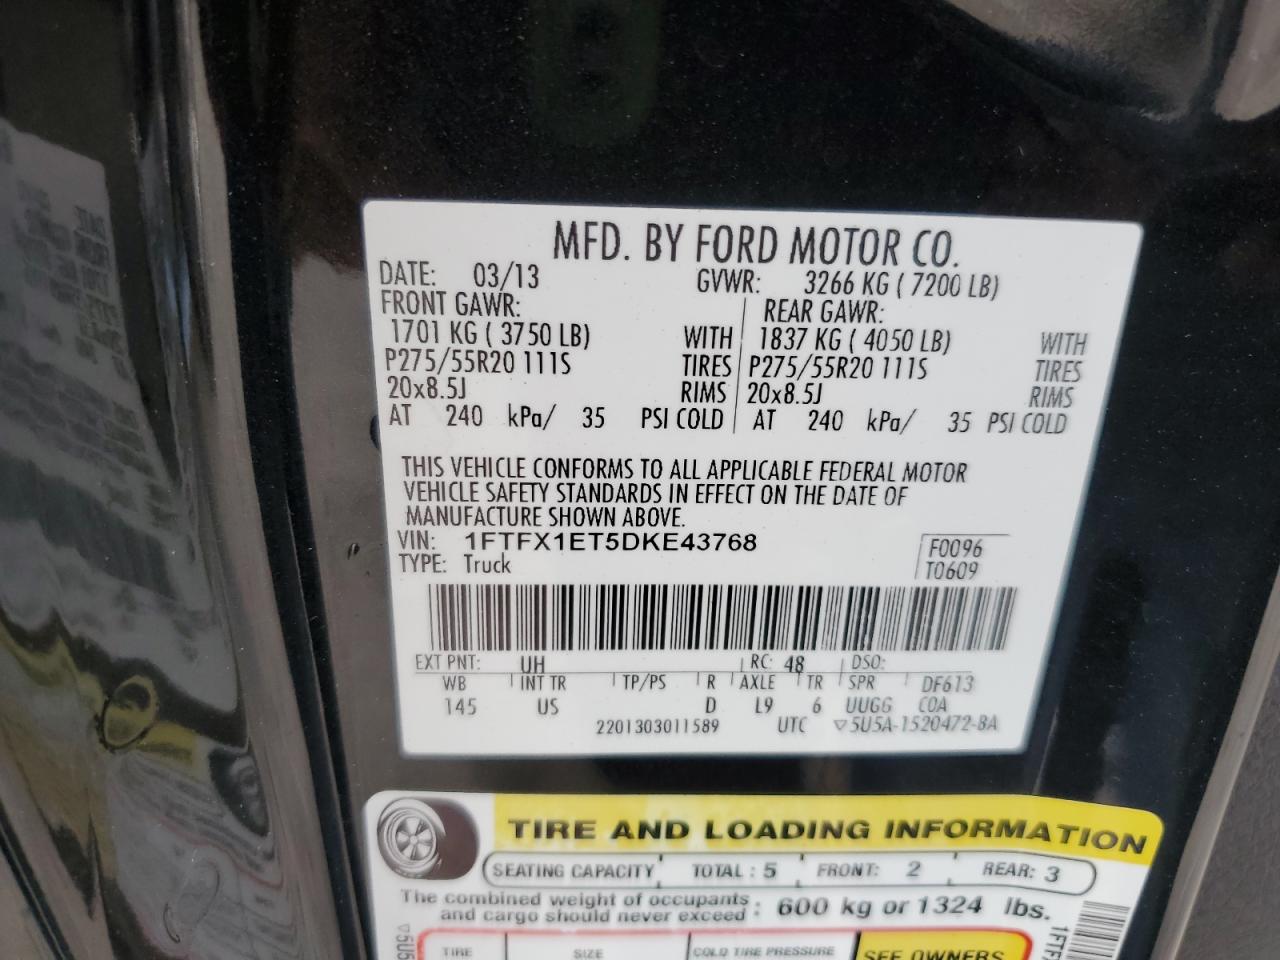 MFD. BY FORD MOTOR CO.
DATE: 03/13 GVWR: 3266 KG ( 7200 LB)
FRONT GAWR: REAR GAWR:
1701 KG ( 3750 LB) WITH 1837 KG ( 4050 LB) WITH
P275/55R20 111S TIRES P275/55R20 111S TIRES
20x8.5J RIMS 20x8.5J RIMS
AT 240 kPa/ 35 PSI COLD AT 240 kPa/ 35 PSI COLD
THIS VEHICLE CONFORMS TO ALL APPLICABLE FEDERAL MOTOR
VEHICLE SAFETY STANDARDS IN EFFECT ON THE DATE OF
MANUFACTURE SHOWN ABOVE.
VIN: 1FTFX1ET5DKE43768 F0096
TYPE: Truck T0609
EXT PNT: UH RC: 48 DSO:
WB INT TR TP/PS R AXLE TR SPR DF613
145 US D L9 6 UUGG COA
2201303011589 UTC ▽5U5A-1520472-BA
TIRE AND LOADING INFORMATION
SEATING CAPACITY TOTAL : 5 FRONT: 2 REAR: 3
The combined weight of occupants
and cargo should never exceed : 600 kg or 1324 lbs.
TIRE SIZE COLD TIRE PRESSURE SEE OWNERS
▽5U5
1FTF